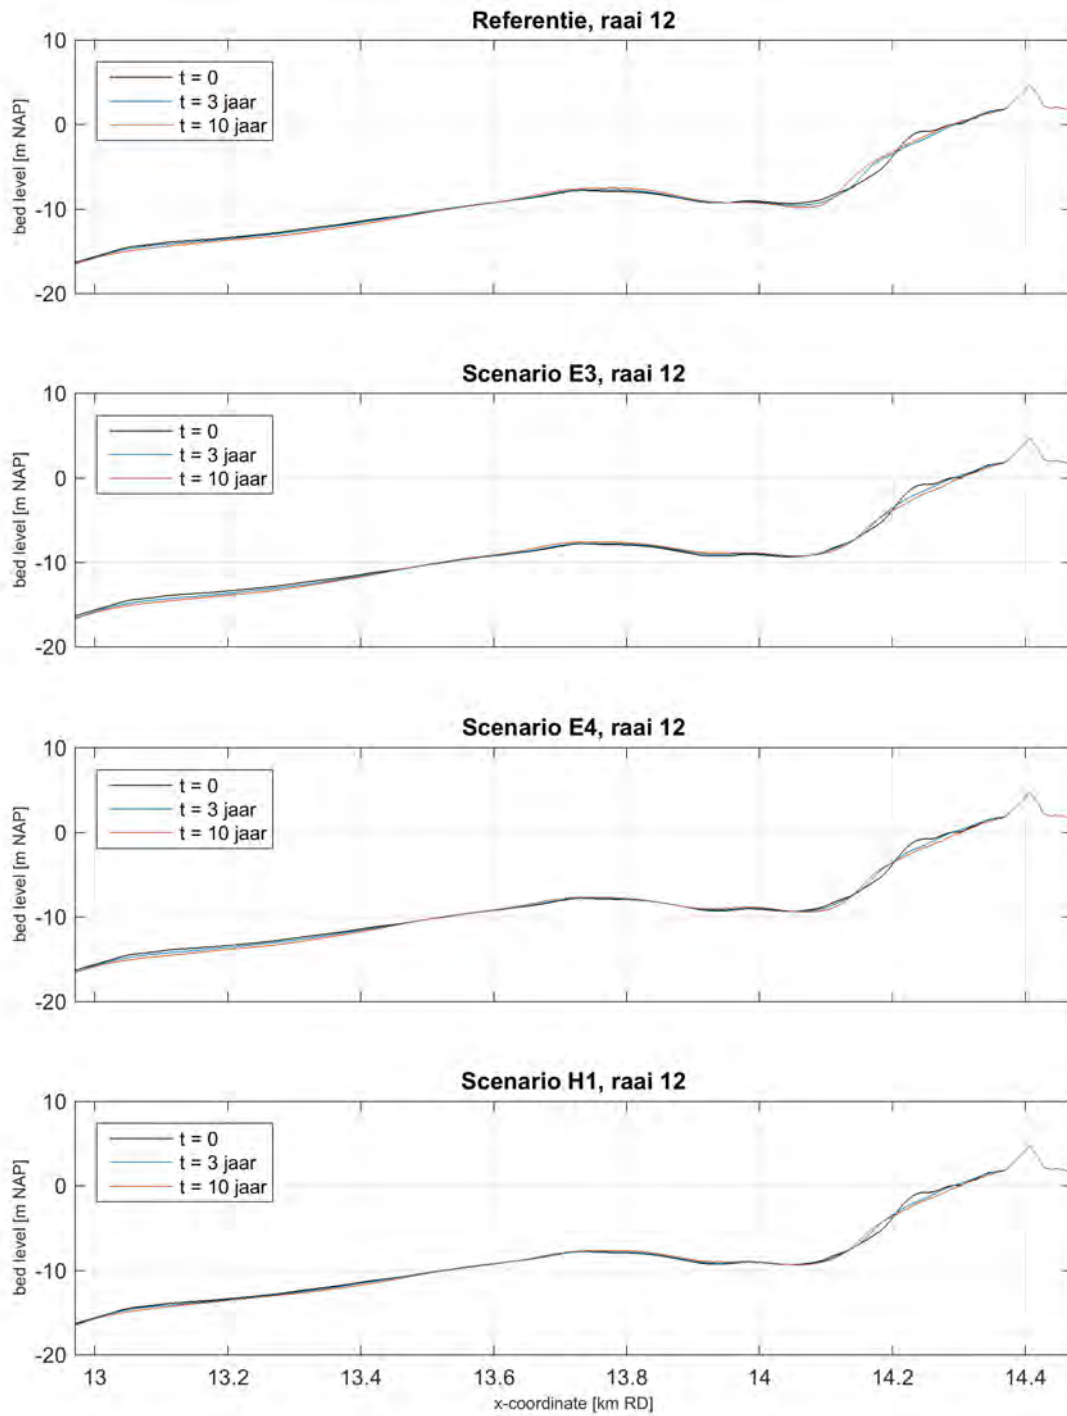 Referentie, raai 12
10
0
-10
-20
bed level [m NAP]
t = 0
t = 3 jaar
t = 10 jaar
Scenario E3, raai 12
10
0
-10
-20
bed level [m NAP]
t = 0
t = 3 jaar
t = 10 jaar
Scenario E4, raai 12
10
0
-10
-20
bed level [m NAP]
t = 0
t = 3 jaar
t = 10 jaar
Scenario H1, raai 12
10
0
-10
-20
bed level [m NAP]
t = 0
t = 3 jaar
t = 10 jaar
13 13.2 13.4 13.6 13.8 14 14.2 14.4
x-coordinate [km RD]